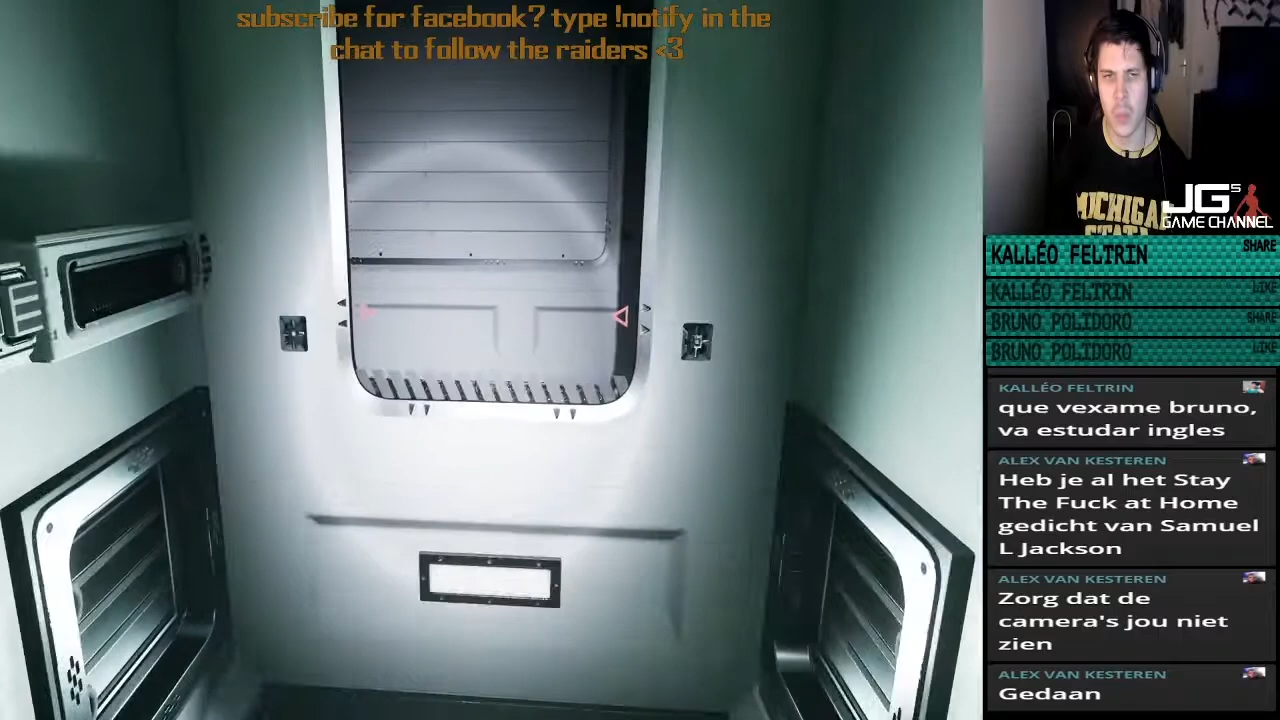 subscribe for facebook? type !notify in the
chat to follow the raiders <3
MICHIGAN
STATE
JG5
GAME CHANNEL
KALLÉO FELTRIN SHARE
KALLÉO FELTRIN LIKE
BRUNO POLIDORO SHARE
BRUNO POLIDORO LIKE
KALLÉO FELTRIN
que vexame bruno,
va estudar ingles
ALEX VAN KESTEREN
Heb je al het Stay
The Fuck at Home
gedicht van Samuel
L Jackson
ALEX VAN KESTEREN
Zorg dat de
camera's jou niet
zien
ALEX VAN KESTEREN
Gedaan